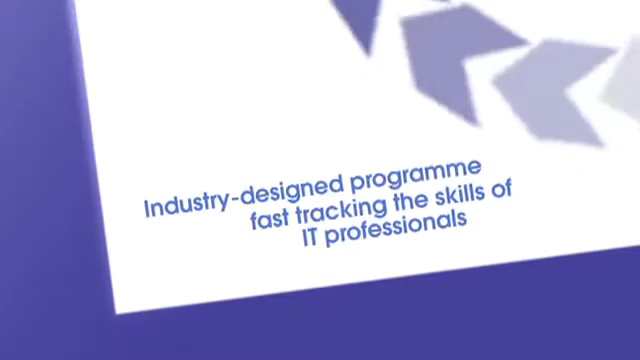 Industry-designed programme
fast tracking the skills of
IT professionals